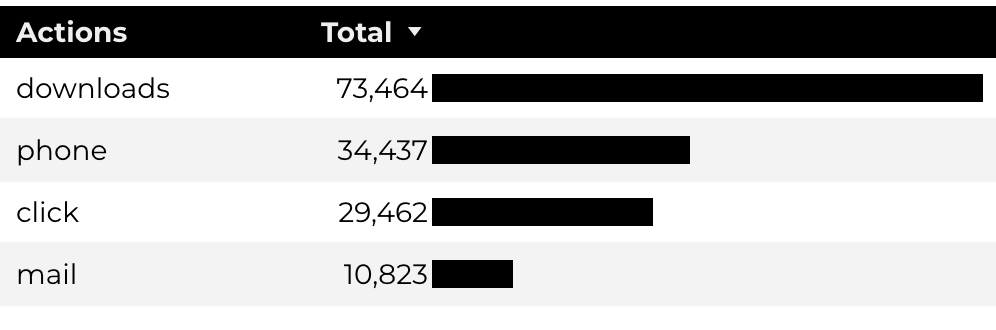 Actions Total ▼
downloads 73,464
phone 34,437
click 29,462
mail 10,823